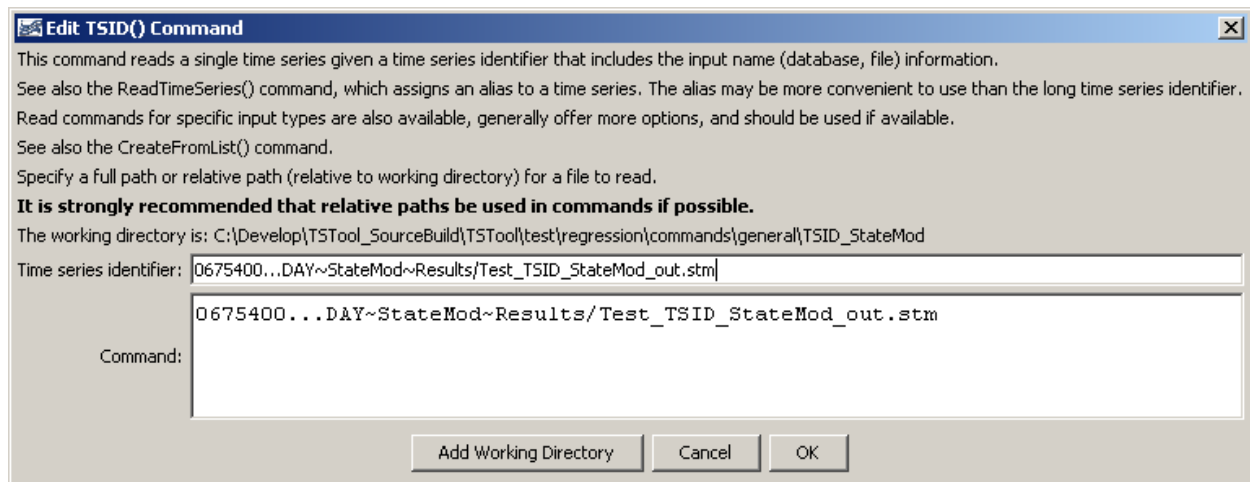 Edit TSID() Command
This command reads a single time series given a time series identifier that includes the input name (database, file) information.
See also the ReadTimeSeries() command, which assigns an alias to a time series. The alias may be more convenient to use than the long time series identifier.
Read commands for specific input types are also available, generally offer more options, and should be used if available.
See also the CreateFromList() command.
Specify a full path or relative path (relative to working directory) for a file to read.
It is strongly recommended that relative paths be used in commands if possible.
The working directory is: C:\Develop\TSTool_SourceBuild\TSTool\test\regression\commands\general\TSID_StateMod
Time series identifier: 0675400...DAY~StateMod~Results/Test_TSID_StateMod_out.stm
0675400...DAY~StateMod~Results/Test_TSID_StateMod_out.stm
Command:
Add Working Directory Cancel OK